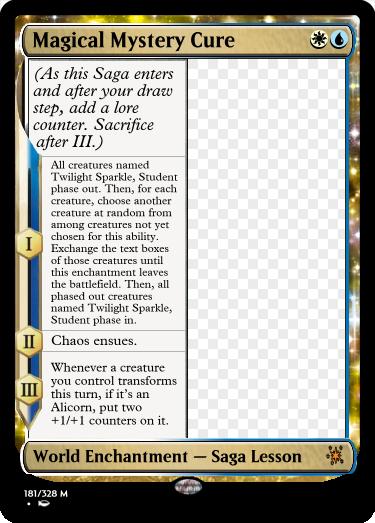 Magical Mystery Cure
(As this Saga enters
and after your draw
step, add a lore
counter. Sacrifice
after III.)
I
All creatures named
Twilight Sparkle, Student
phase out. Then, for each
creature, choose another
creature at random from
among creatures not yet
chosen for this ability.
Exchange the text boxes
of those creatures until
this enchantment leaves
the battlefield. Then, all
phased out creatures
named Twilight Sparkle,
Student phase in.
II
Chaos ensues.
III
Whenever a creature
you control transforms
this turn, if it's an
Alicorn, put two
+1/+1 counters on it.
World Enchantment — Saga Lesson
181/328 M